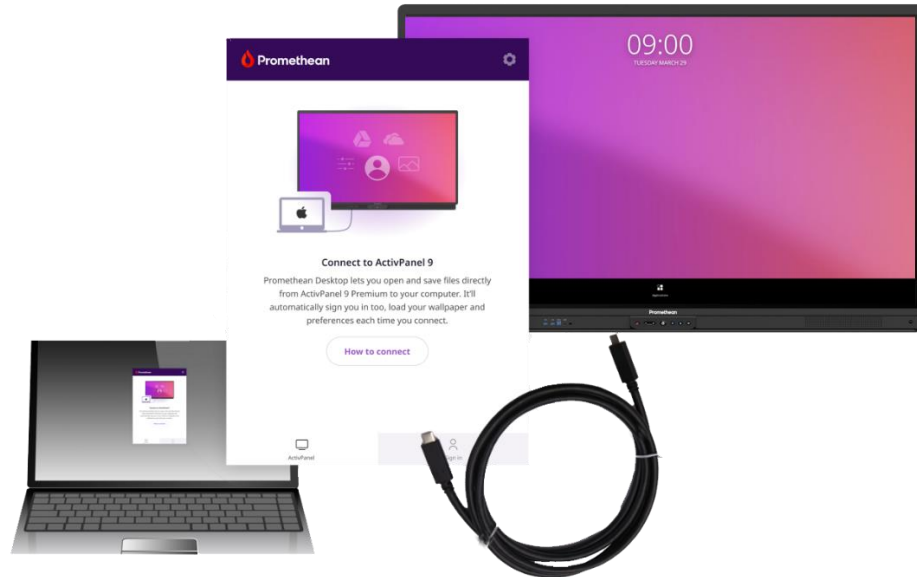 Promethean
09:00
TUESDAY MARCH 29
Connect to ActivPanel 9
Promethean Desktop lets you open and save files directly
from ActivPanel 9 Premium to your computer. It'll
automatically sign you in too, load your wallpaper and
preferences each time you connect.
How to connect
ActivPanel
Sign in
Promethean